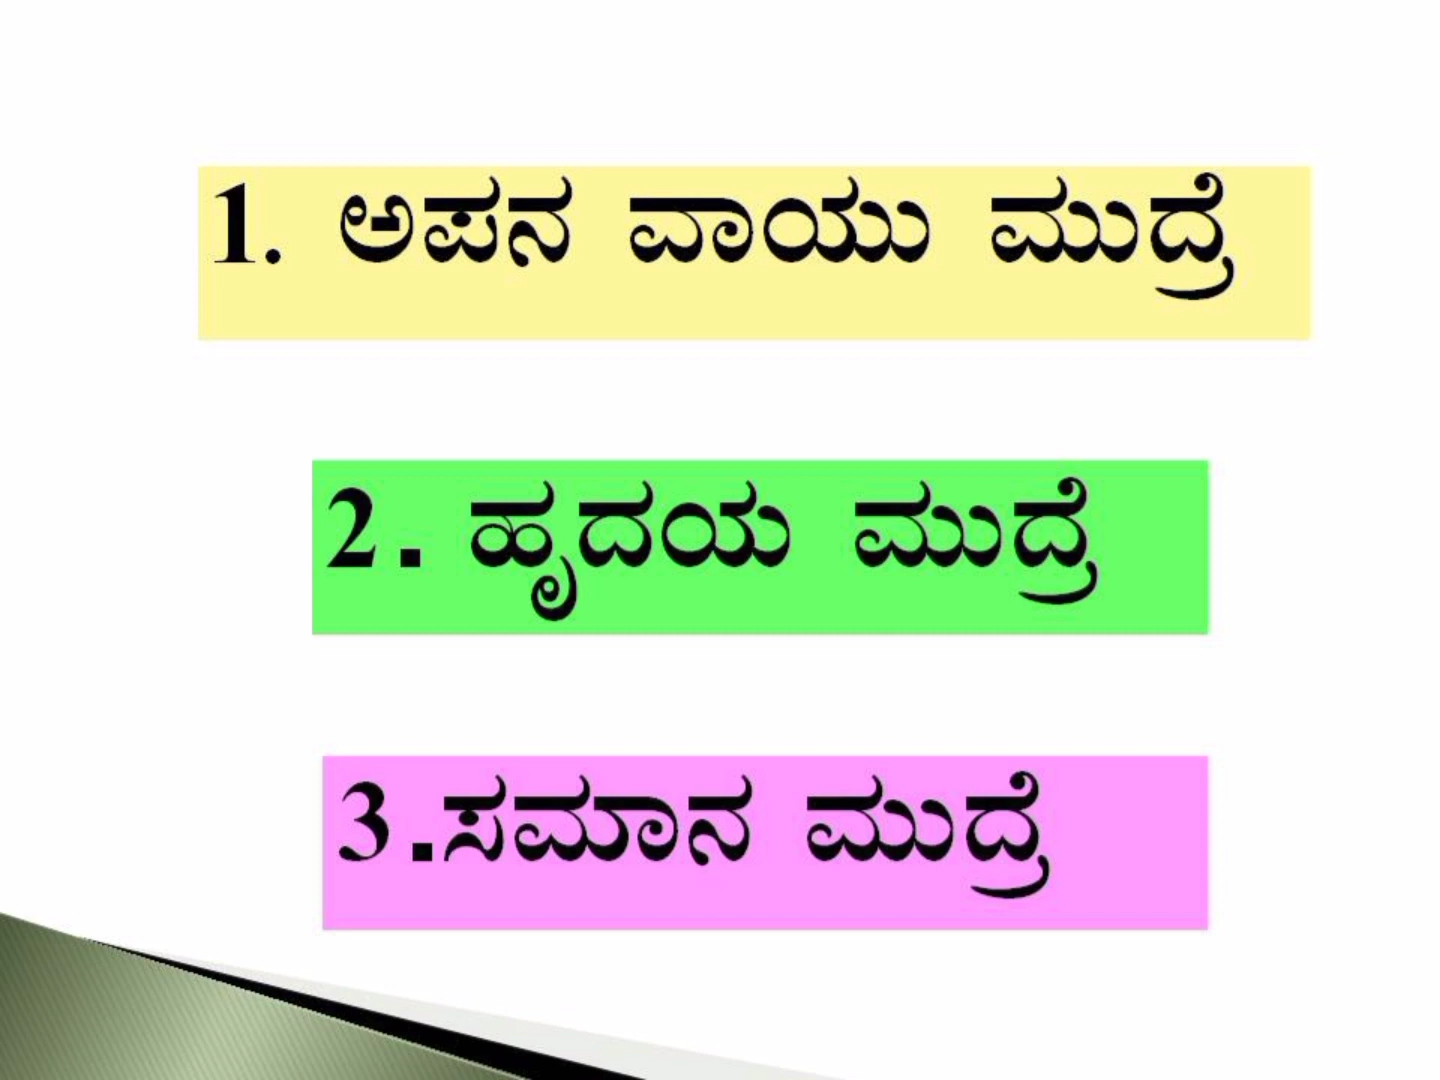 1. ಅಪನ ವಾಯು ಮುದ್ರೆ
2. ಹೃದಯ ಮುದ್ರೆ
3.ಸಮಾನ ಮುದ್ರೆ